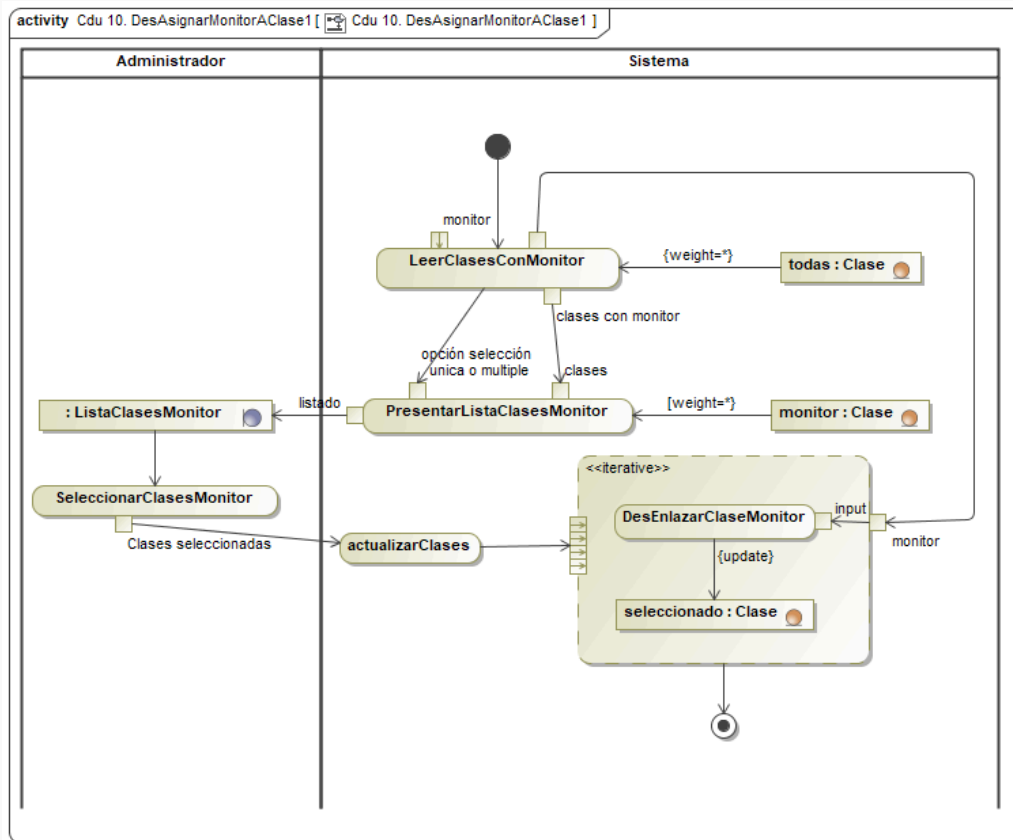 activity Cdu 10. DesAsignarMonitorAClase1 [ Cdu 10. DesAsignarMonitorAClase1 ]
Administrador
Sistema
monitor
LeerClasesConMonitor
{weight=*}
todas : Clase
clases con monitor
opción selección
unica o multiple
clases
listado
: ListaClasesMonitor
PresentarListaClasesMonitor
[weight=*}
monitor : Clase
<<iterative>>
SeleccionarClasesMonitor
DesEnlazarClaseMonitor
input
monitor
Clases seleccionadas
actualizarClases
{update}
seleccionado : Clase